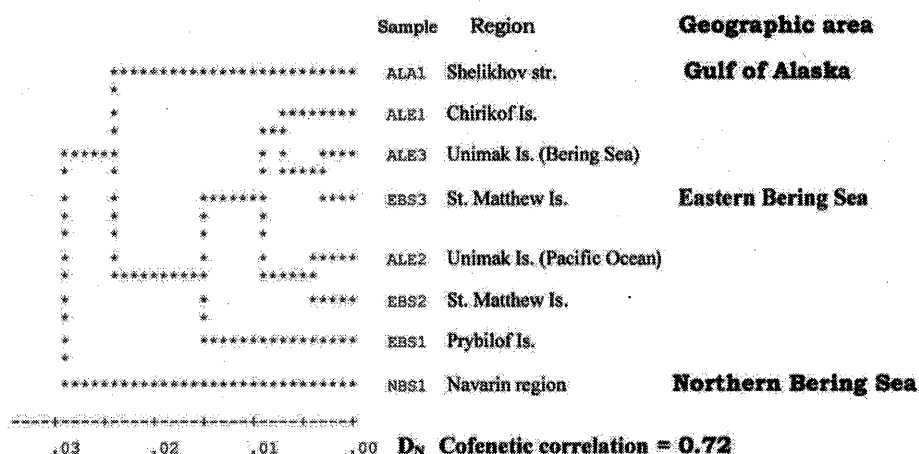 Sample Region Geographic area
ALA1 Shelikhov str. Gulf of Alaska
ALE1 Chirikof Is.
ALE3 Unimak Is. (Bering Sea)
EBS3 St. Matthew Is. Eastern Bering Sea
ALE2 Unimak Is. (Pacific Ocean)
EBS2 St. Matthew Is.
EBS1 Prybilof Is.
NBS1 Navarin region Northern Bering Sea
.03 .02 .01 .00 DN Cofenetic correlation = 0.72